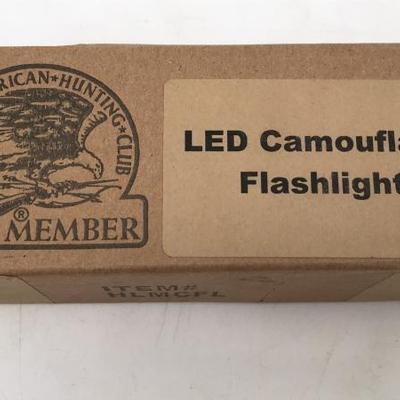 RICAN★HUNTING★CLUB
® MEMBER
LED Camoufla
Flashlight
ITEM#
HLMCFL